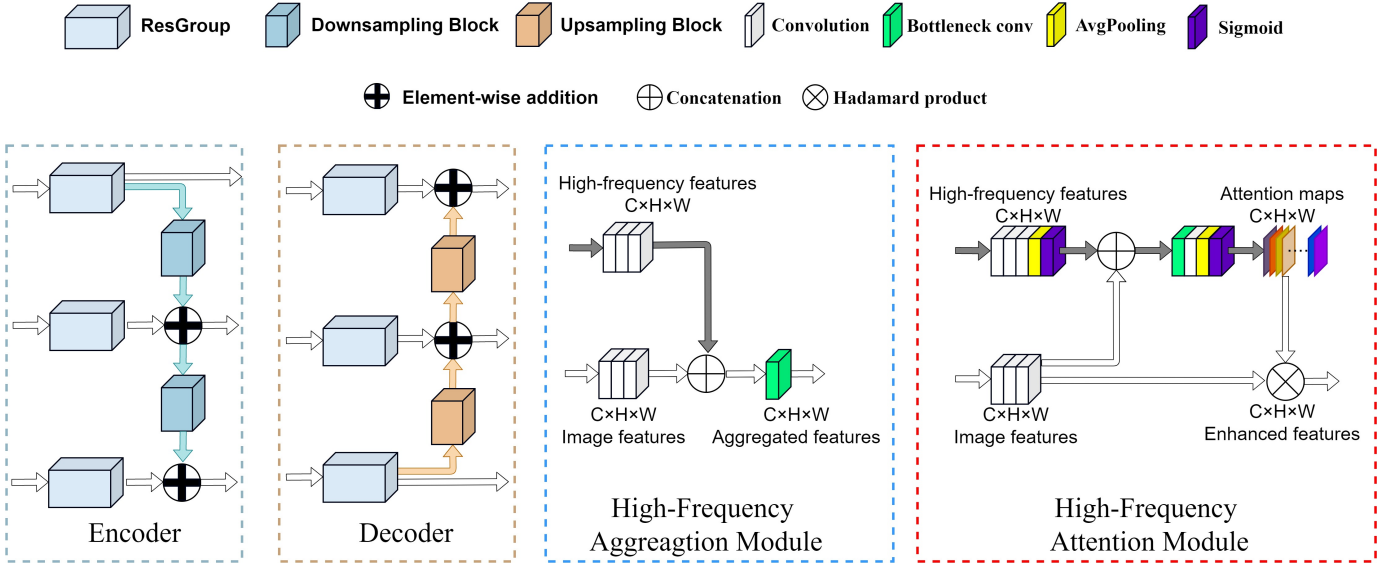 ResGroup
Downsampling Block
Upsampling Block
Convolution
Bottleneck conv
AvgPooling
Sigmoid
Element-wise addition
Concatenation
Hadamard product
Encoder
Decoder
High-frequency features
C×H×W
C×H×W
Image features
C×H×W
Aggregated features
High-Frequency
Aggreagtion Module
High-frequency features
C×H×W
Attention maps
C×H×W
C×H×W
Image features
C×H×W
Enhanced features
High-Frequency
Attention Module